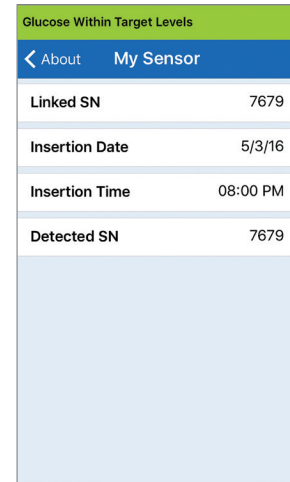 Glucose Within Target Levels
About My Sensor
Linked SN 7679
Insertion Date 5/3/16
Insertion Time 08:00 PM
Detected SN 7679